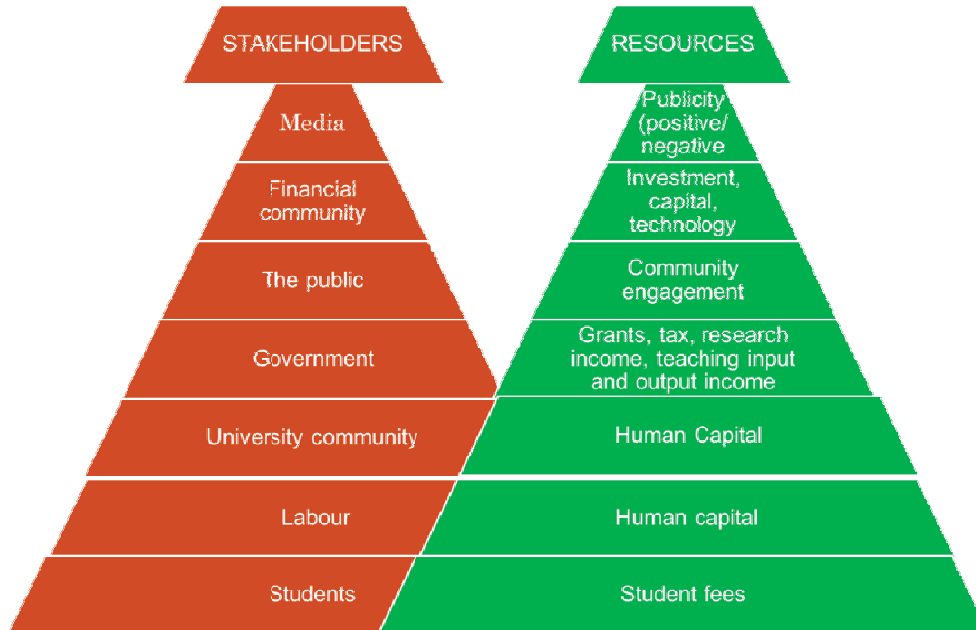 STAKEHOLDERS
Media
Financial
community
The public
Government
University community
Labour
Students
RESOURCES
Publicity
(positive/
negative
Investment,
capital,
technology
Community
engagement
Grants, tax, research
income, teaching input
and output income
Human Capital
Human capital
Student fees